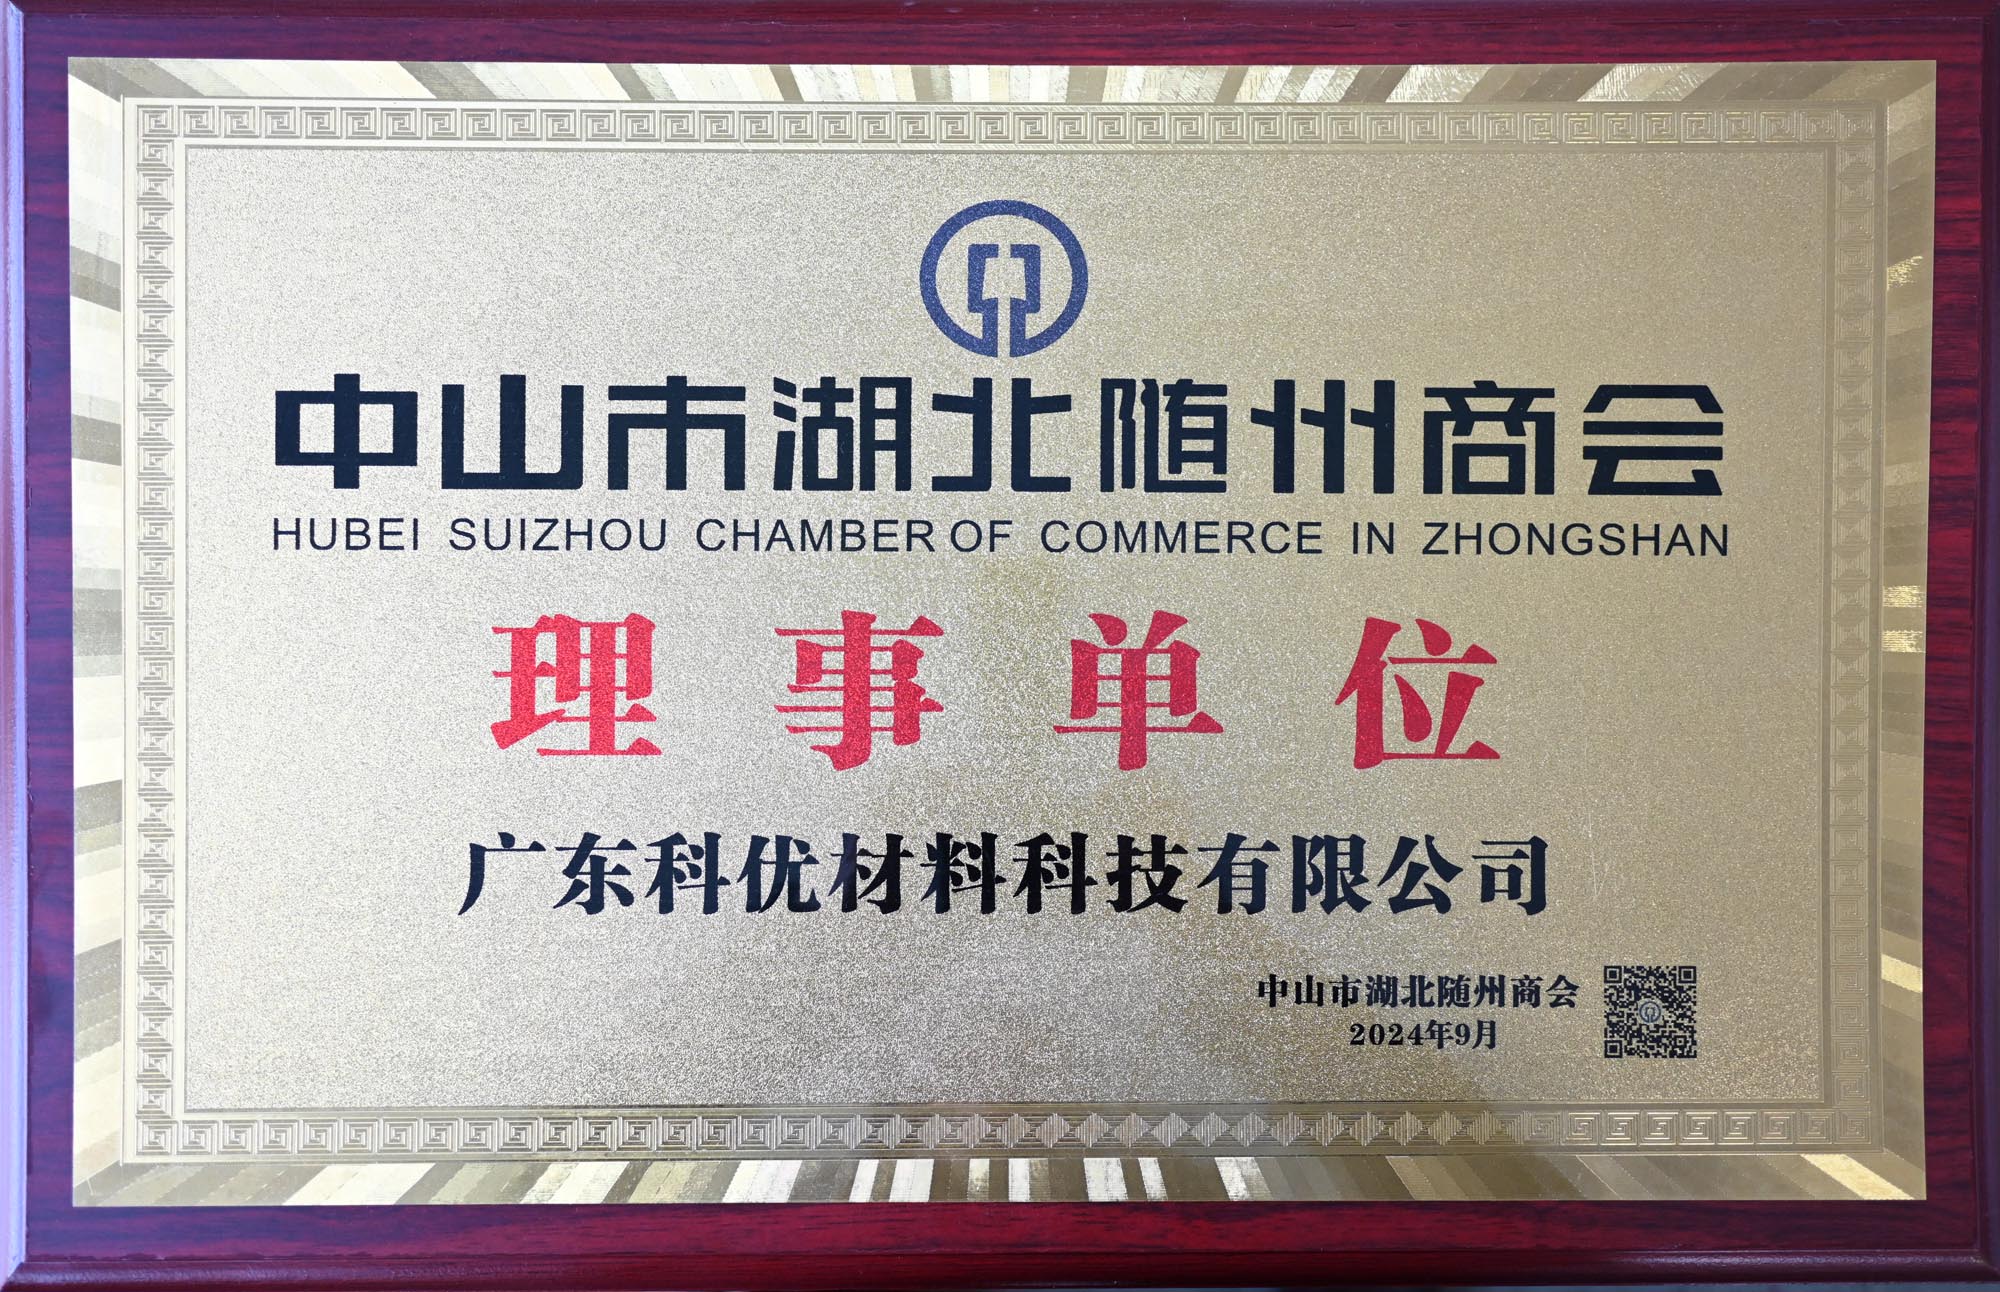 中山市湖北随州商会
HUBEI SUIZHOU CHAMBER OF COMMERCE IN ZHONGSHAN
理事单位
广东科优材料科技有限公司
中山市湖北随州商会
2024年9月